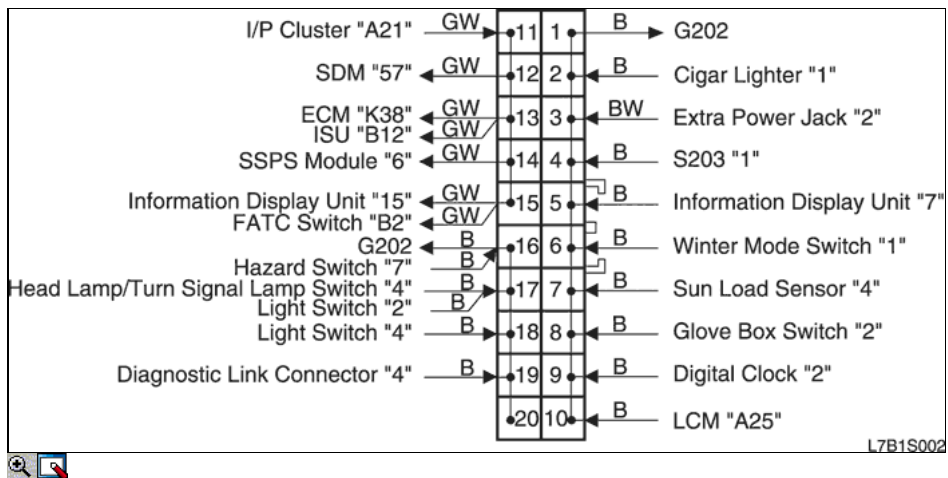 I/P Cluster "A21" GW 11 1 B G202
SDM "57" GW 12 2 B Cigar Lighter "1"
ECM "K38" GW 13 3 BW Extra Power Jack "2"
ISU "B12" GW
SSPS Module "6" GW 14 4 B S203 "1"
Information Display Unit "15" GW 15 5 B Information Display Unit "7"
FATC Switch "B2" GW
G202 B 16 6 B Winter Mode Switch "1"
Hazard Switch "7" B
Head Lamp/Turn Signal Lamp Switch "4" B 17 7 B Sun Load Sensor "4"
Light Switch "2" B
Light Switch "4" B 18 8 B Glove Box Switch "2"
Diagnostic Link Connector "4" B 19 9 B Digital Clock "2"
20 10 B LCM "A25"
L7B1S002